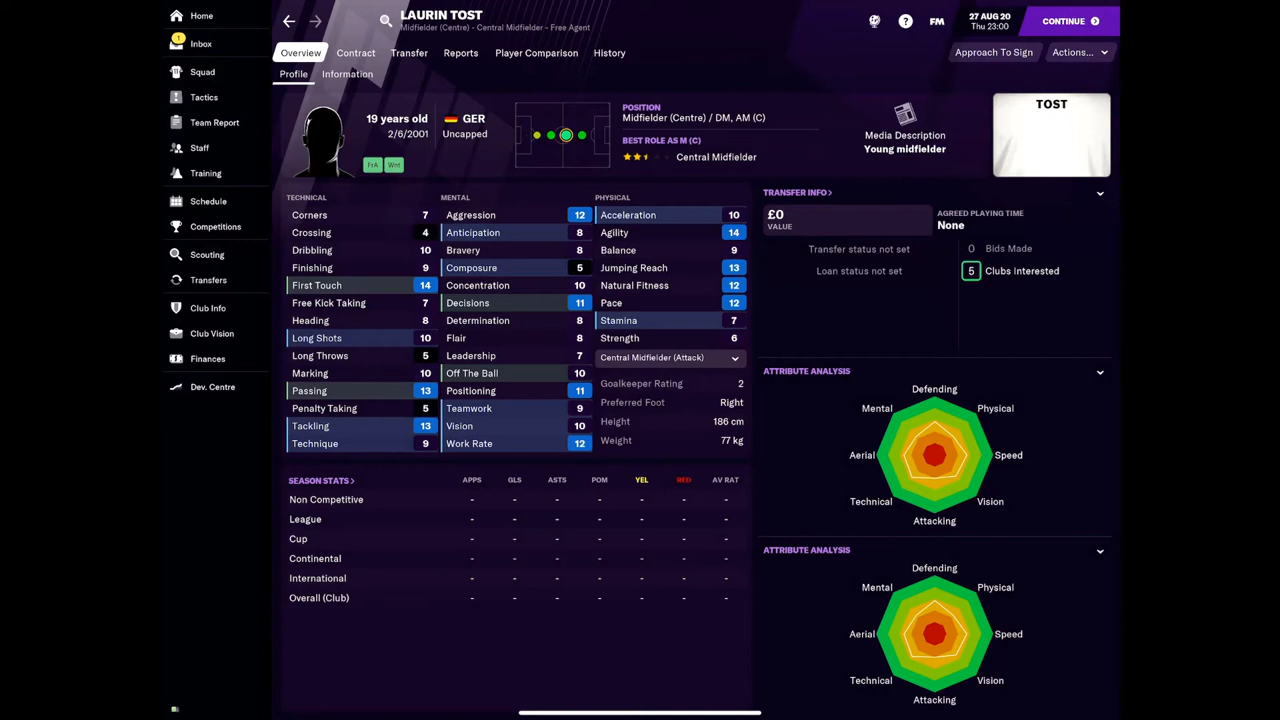 Home
1
Inbox
Squad
Tactics
Team Report
Staff
Training
Schedule
Competitions
Scouting
Transfers
Club Info
Club Vision
Finances
Dev. Centre
LAURIN TOST
Midfielder (Centre) - Central Midfielder - Free Agent
?
FM
27 AUG 20
Thu 23:00
CONTINUE
Overview
Contract
Transfer
Reports
Player Comparison
History
Approach To Sign
Actions...
Profile
Information
19 years old
2/6/2001
GER
Uncapped
FrA
Wnt
POSITION
Midfielder (Centre) / DM, AM (C)
BEST ROLE AS M (C)
Central Midfielder
Media Description
Young midfielder
TOST
TECHNICAL
Corners 7
Crossing 4
Dribbling 10
Finishing 9
First Touch 14
Free Kick Taking 7
Heading 8
Long Shots 10
Long Throws 5
Marking 10
Passing 13
Penalty Taking 5
Tackling 13
Technique 9
MENTAL
Aggression 12
Anticipation 8
Bravery 8
Composure 5
Concentration 10
Decisions 11
Determination 8
Flair 8
Leadership 7
Off The Ball 10
Positioning 11
Teamwork 9
Vision 10
Work Rate 12
PHYSICAL
Acceleration 10
Agility 14
Balance 9
Jumping Reach 13
Natural Fitness 12
Pace 12
Stamina 7
Strength 6
Central Midfielder (Attack)
Goalkeeper Rating 2
Preferred Foot Right
Height 186 cm
Weight 77 kg
TRANSFER INFO >
£0
VALUE
AGREED PLAYING TIME
None
Transfer status not set
Loan status not set
0 Bids Made
5 Clubs Interested
ATTRIBUTE ANALYSIS
Defending
Mental
Physical
Aerial
Speed
Technical
Vision
Attacking
ATTRIBUTE ANALYSIS
Defending
Mental
Physical
Aerial
Speed
Technical
Vision
Attacking
SEASON STATS > APPS GLS ASTS POM YEL RED AV RAT
Non Competitive - - - - - - -
League - - - - - - -
Cup - - - - - - -
Continental - - - - - - -
International - - - - - - -
Overall (Club) - - - - - - -